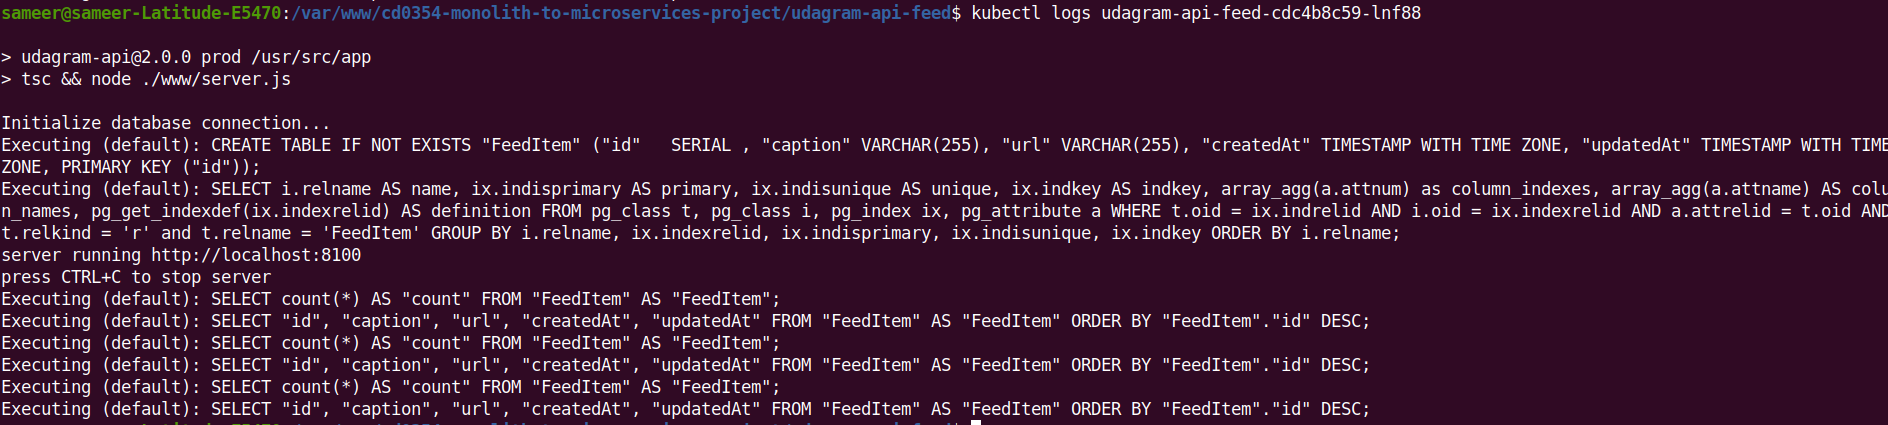 sameer@sameer-Latitude-E5470:/var/www/cd0354-monolith-to-microservices-project/udagram-api-feed$ kubectl logs udagram-api-feed-cdc4b8c59-lnf88
> udagram-api@2.0.0 prod /usr/src/app
> tsc && node ./www/server.js
Initialize database connection...
Executing (default): CREATE TABLE IF NOT EXISTS "FeedItem" ("id"   SERIAL , "caption" VARCHAR(255), "url" VARCHAR(255), "createdAt" TIMESTAMP WITH TIME ZONE, "updatedAt" TIMESTAMP WITH TIME
ZONE, PRIMARY KEY ("id"));
Executing (default): SELECT i.relname AS name, ix.indisprimary AS primary, ix.indisunique AS unique, ix.indkey AS indkey, array_agg(a.attnum) as column_indexes, array_agg(a.attname) AS colu
n_names, pg_get_indexdef(ix.indexrelid) AS definition FROM pg_class t, pg_class i, pg_index ix, pg_attribute a WHERE t.oid = ix.indrelid AND i.oid = ix.indexrelid AND a.attrelid = t.oid AND
t.relkind = 'r' and t.relname = 'FeedItem' GROUP BY i.relname, ix.indexrelid, ix.indisprimary, ix.indisunique, ix.indkey ORDER BY i.relname;
server running http://localhost:8100
press CTRL+C to stop server
Executing (default): SELECT count(*) AS "count" FROM "FeedItem" AS "FeedItem";
Executing (default): SELECT "id", "caption", "url", "createdAt", "updatedAt" FROM "FeedItem" AS "FeedItem" ORDER BY "FeedItem"."id" DESC;
Executing (default): SELECT count(*) AS "count" FROM "FeedItem" AS "FeedItem";
Executing (default): SELECT "id", "caption", "url", "createdAt", "updatedAt" FROM "FeedItem" AS "FeedItem" ORDER BY "FeedItem"."id" DESC;
Executing (default): SELECT count(*) AS "count" FROM "FeedItem" AS "FeedItem";
Executing (default): SELECT "id", "caption", "url", "createdAt", "updatedAt" FROM "FeedItem" AS "FeedItem" ORDER BY "FeedItem"."id" DESC;